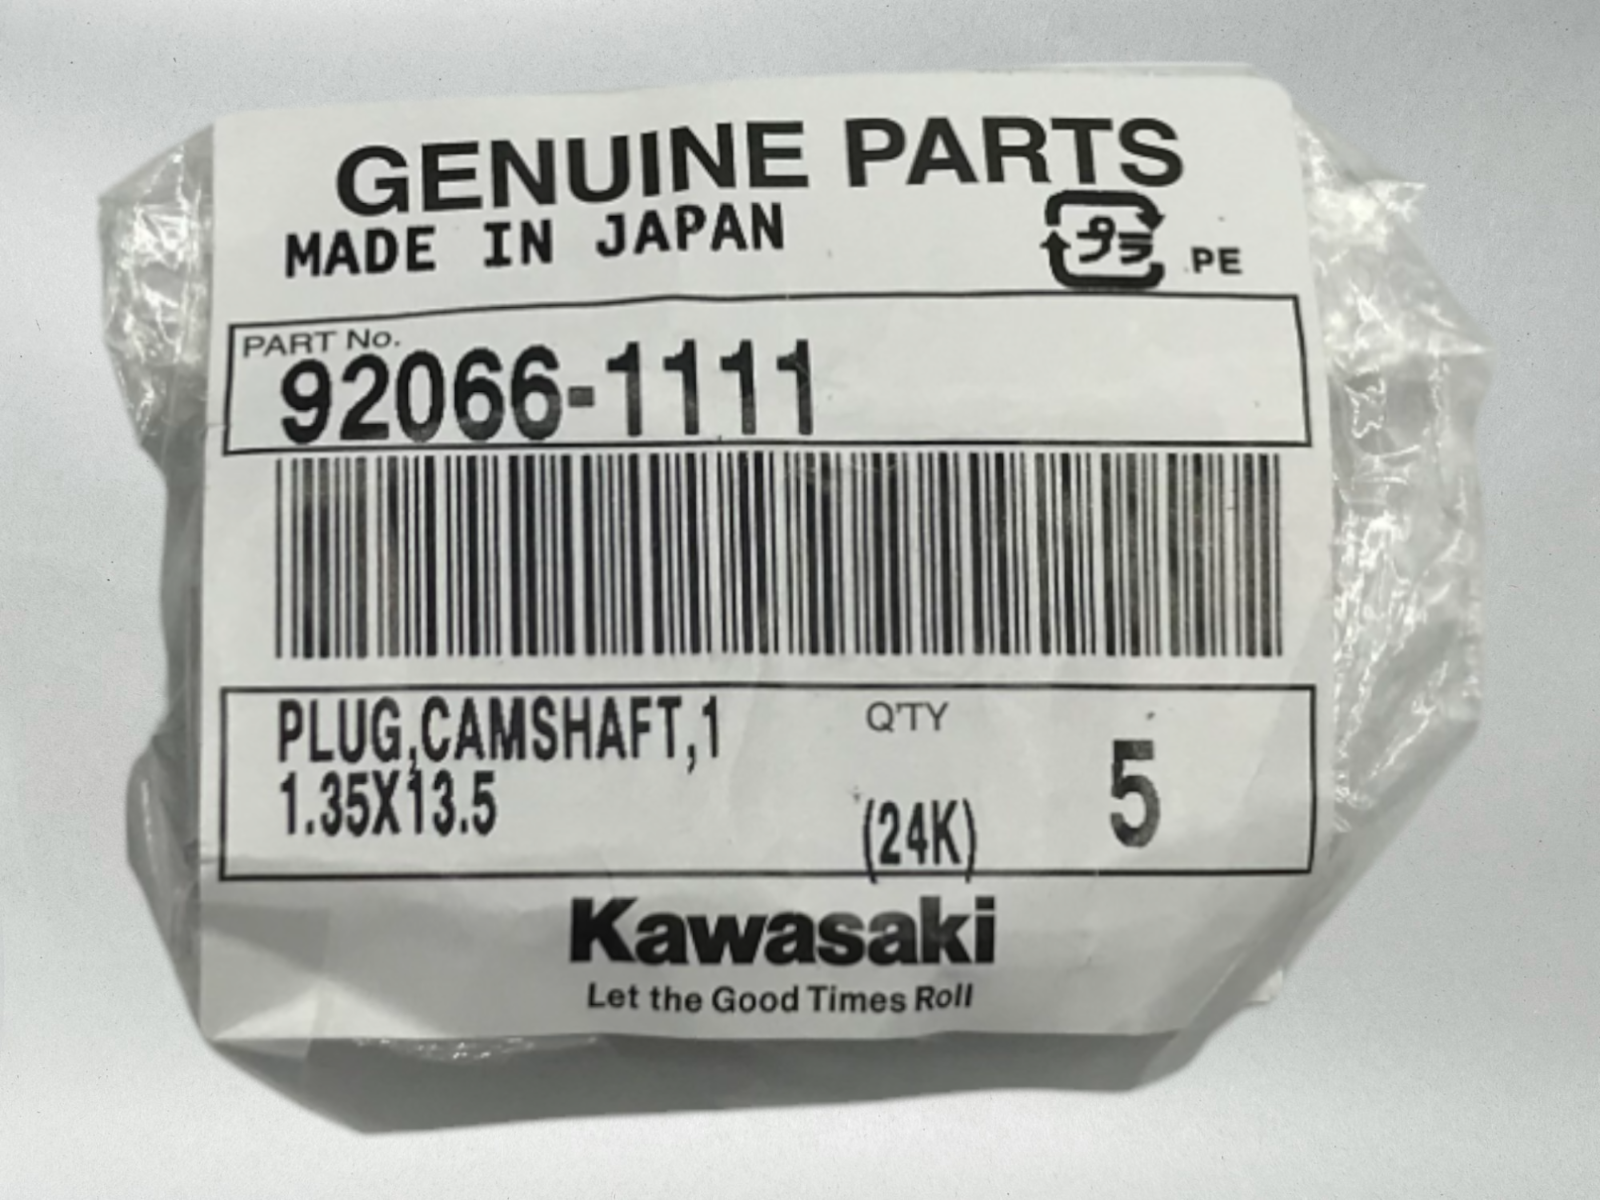 GENUINE PARTS
MADE IN JAPAN
プラ PE
PART No.
92066-1111
PLUG,CAMSHAFT,1
1.35X13.5
Q'TY
(24K)
5
Kawasaki
Let the Good Times Roll